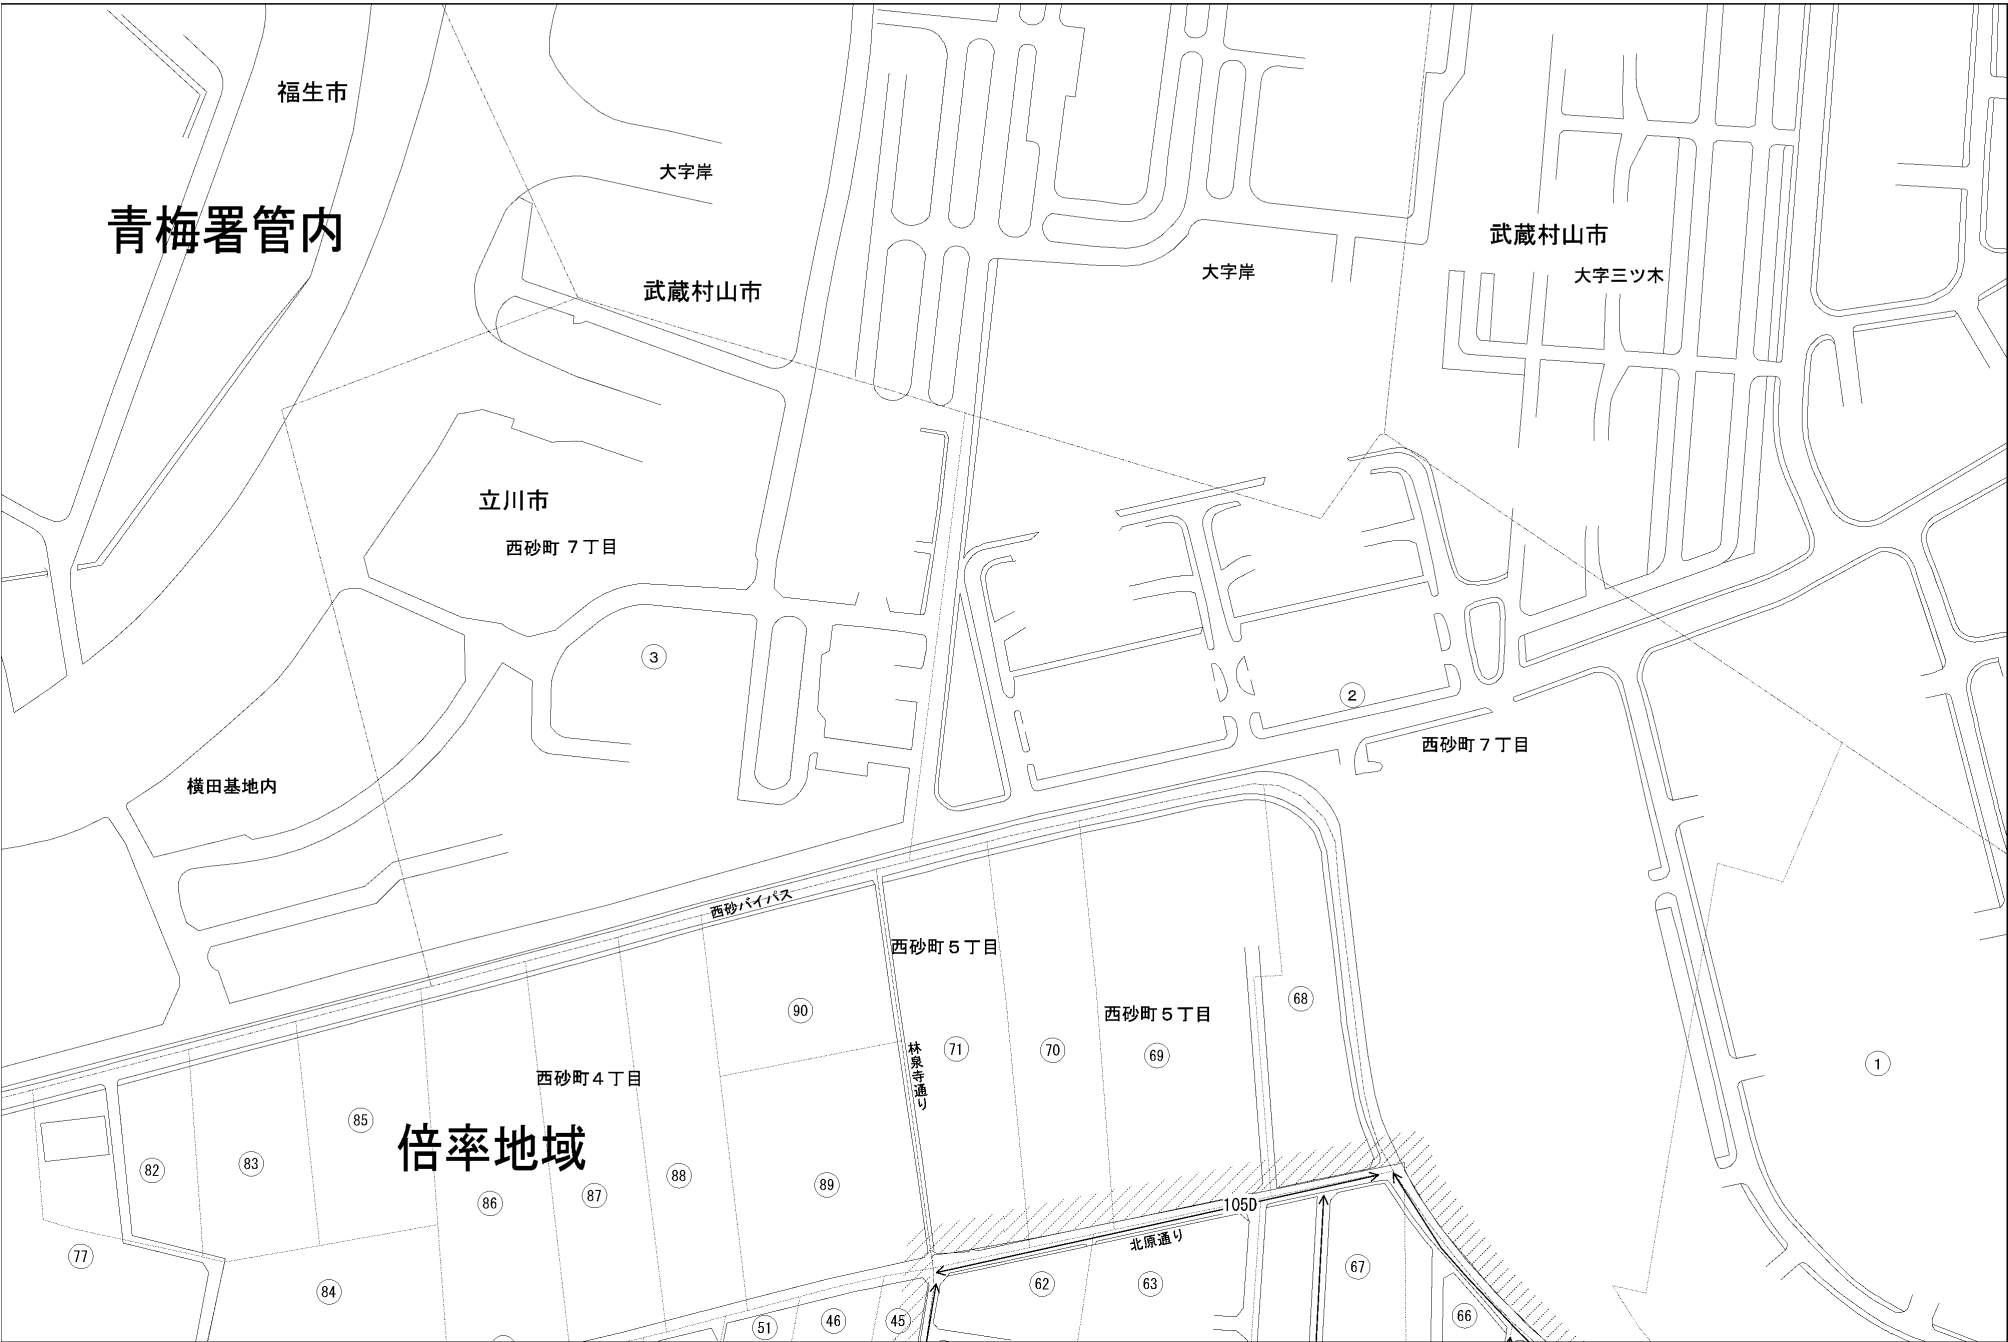 福生市
大字岸
青梅署管内
武蔵村山市
大字岸
大字三ツ木
武蔵村山市
立川市
西砂町 7丁目
3
2
西砂町7丁目
横田基地内
西砂バイパス
西砂町5丁目
68
90
西砂町5丁目
71
70
69
林泉寺通り
1
西砂町4丁目
85
倍率地域
82
83
88
89
87
86
105D
北原通り
77
84
62
63
67
66
51
46
45